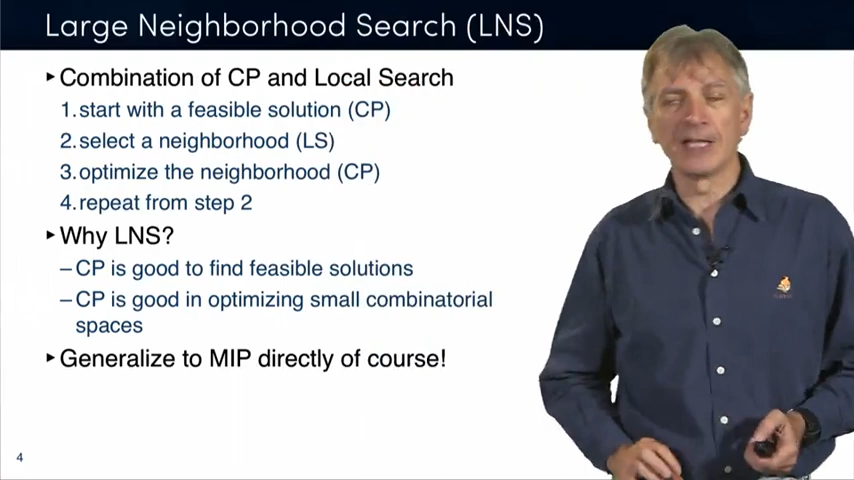 Large Neighborhood Search (LNS)
▸Combination of CP and Local Search
1.start with a feasible solution (CP)
2.select a neighborhood (LS)
3.optimize the neighborhood (CP)
4.repeat from step 2
▸Why LNS?
–CP is good to find feasible solutions
–CP is good in optimizing small combinatorial
spaces
▸Generalize to MIP directly of course!
4